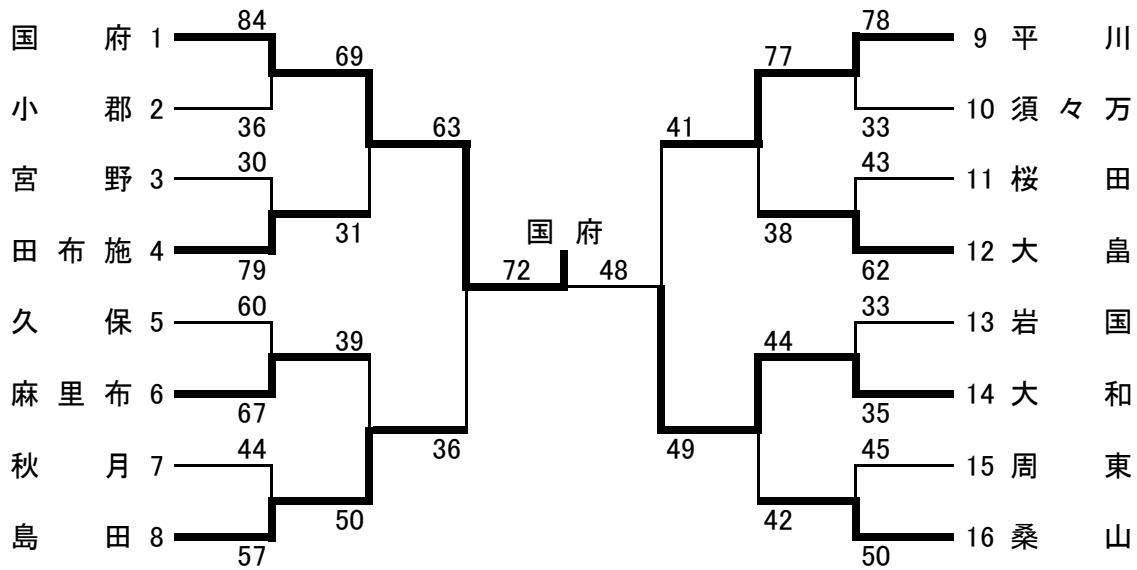 84 78
国府 1 9 平川
69 77
小郡 2 10 須々万
36 63 41 33
30 43
宮野 3 11 桜田
31 国府 38
田布施 4 12 大畠
79 72 48 62
60 33
久保 5 13 岩国
39 44
麻里布 6 14 大和
67 35
44 36 49 45
秋月 7 15 周東
50 42
島田 8 16 桑山
57 50